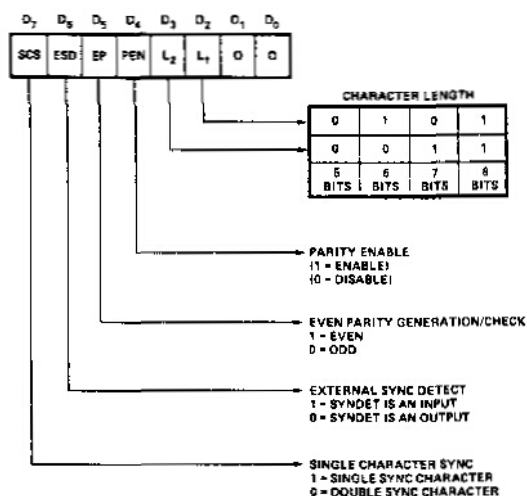 D7 D6 D5 D4 D3 D2 D1 D0
SCS ESD EP PEN L2 L1 0 0
CHARACTER LENGTH
0 1 0 1
0 0 1 1
5 BITS 6 BITS 7 BITS 8 BITS
PARITY ENABLE
(1 = ENABLE)
(0 = DISABLE)
EVEN PARITY GENERATION/CHECK
1 = EVEN
0 = ODD
EXTERNAL SYNC DETECT
1 = SYNDET IS AN INPUT
0 = SYNDET IS AN OUTPUT
SINGLE CHARACTER SYNC
1 = SINGLE SYNC CHARACTER
0 = DOUBLE SYNC CHARACTER